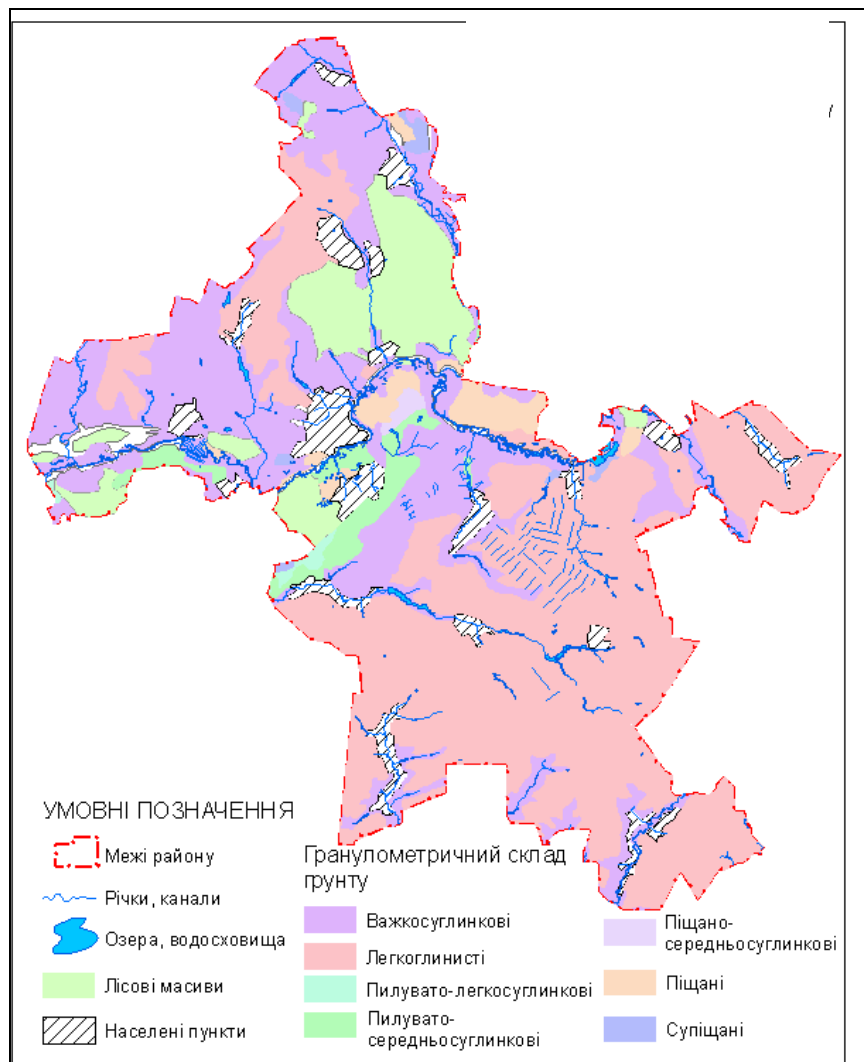 УМОВНІ ПОЗНАЧЕННЯ
Межі району
Річки, канали
Озера, водосховища
Лісові масиви
Населені пункти
Гранулометричний склад
грунту
Важкосуглинкові
Легкоглинисті
Пилувато-легкосуглинкові
Пилувато-
середньосуглинкові
Піщано-
середньосуглинкові
Піщані
Супіщані